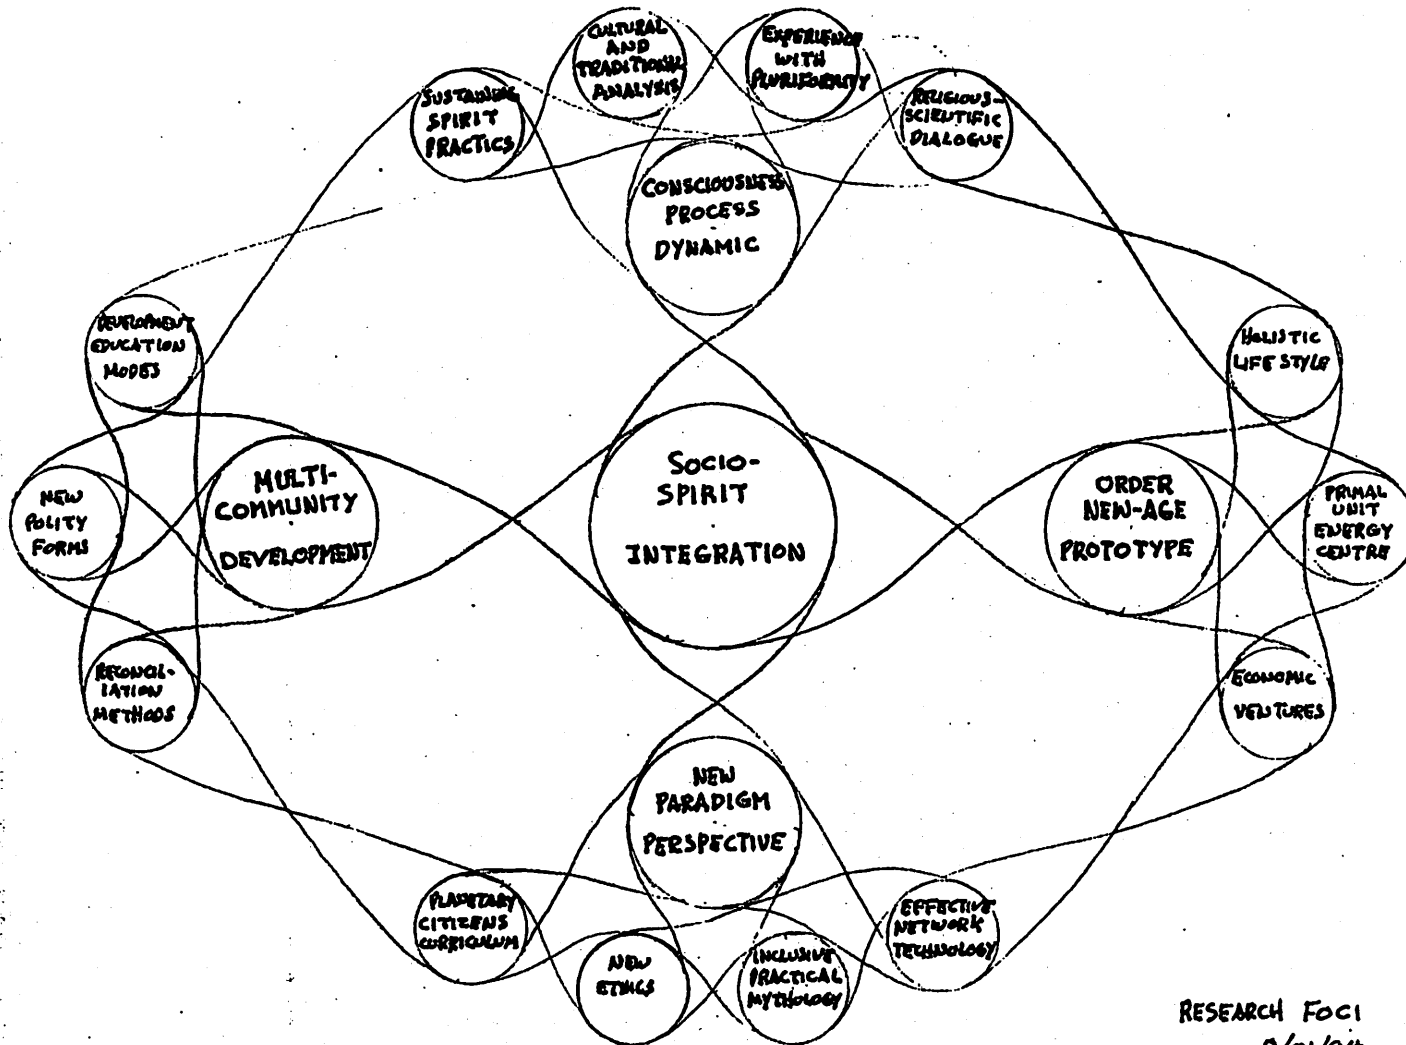 CULTURAL
AND
TRADITIONAL
ANALYSIS
EXPERIENCE
WITH
PLURIFORMITY
SUSTAINING
SPIRIT
PRACTICS
RELIGIOUS-
SCIENTIFIC
DIALOGUE
CONSCIOUSNESS
PROCESS
DYNAMIC
DEVELOPMENT
EDUCATION
MODES
HOLISTIC
LIFE STYLE
NEW
POLITY
FORMS
MULTI-
COMMUNITY
DEVELOPMENT
SOCIO-
SPIRIT
INTEGRATION
ORDER
NEW-AGE
PROTOTYPE
PRIMAL
UNIT
ENERGY
CENTRE
RECONCIL-
IATION
METHODS
ECONOMIC
VENTURES
NEW
PARADIGM
PERSPECTIVE
PLANETARY
CITIZENS
CURRICULUM
NEW
ETHICS
INCLUSIVE
PRACTICAL
MYTHOLOGY
EFFECTIVE
NETWORK
TECHNOLOGY
RESEARCH FOCI